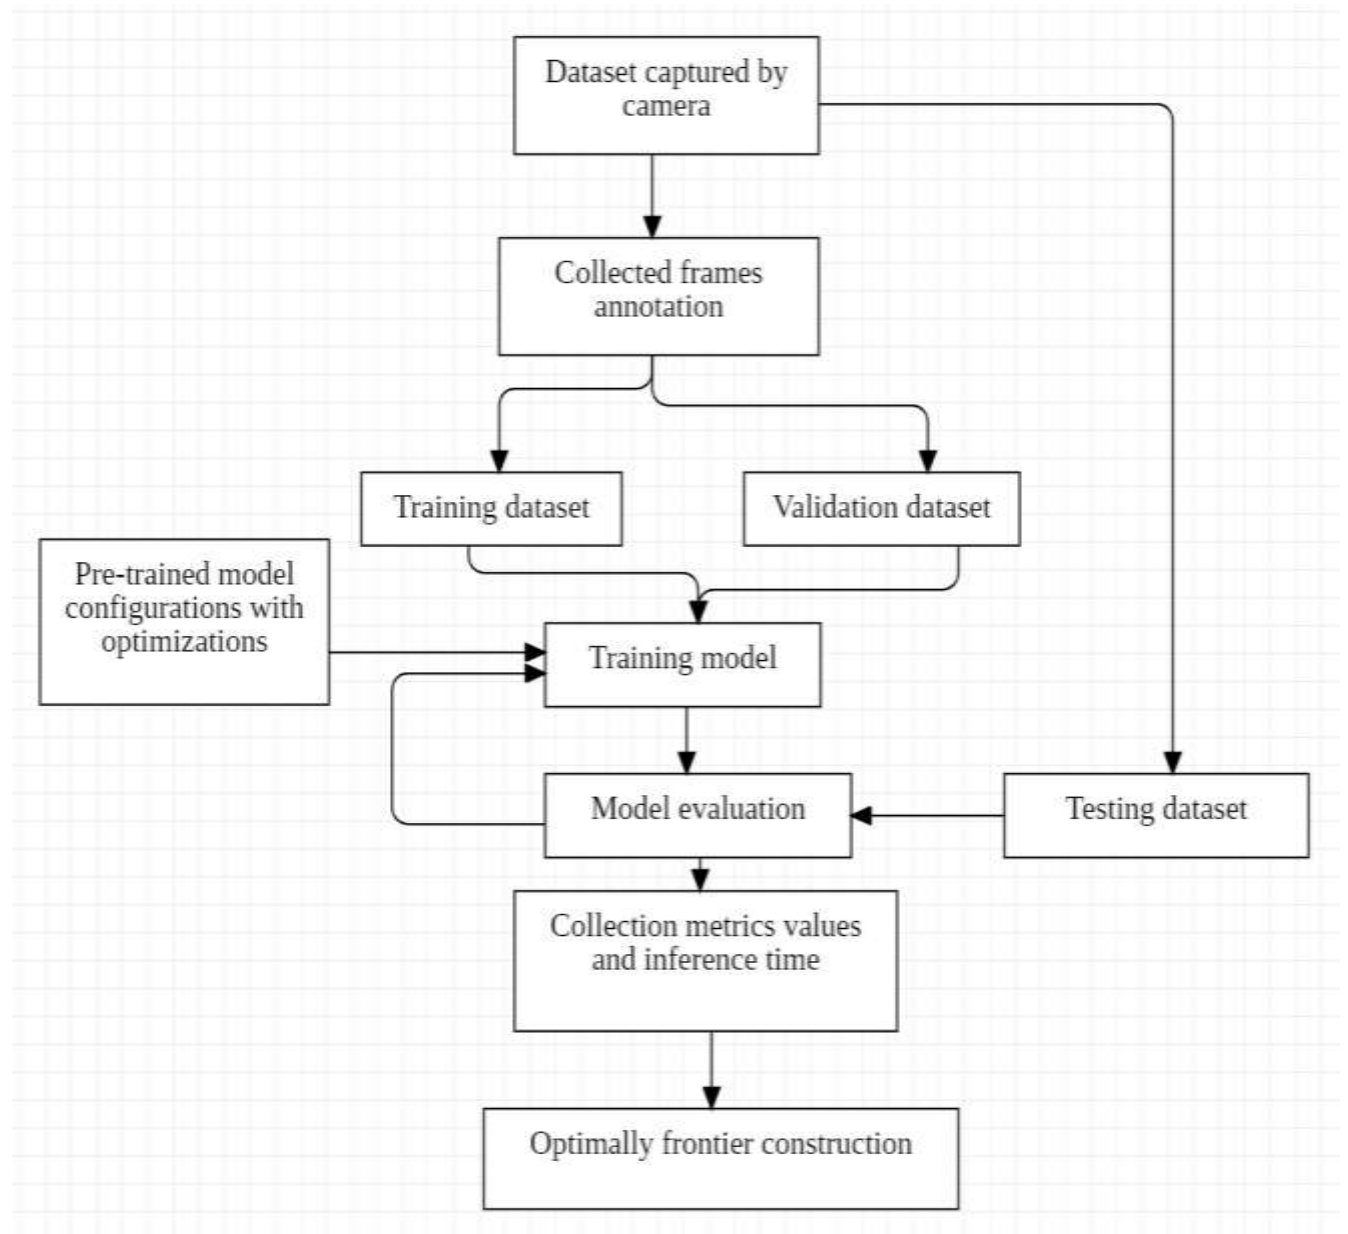 Dataset captured by
camera
Collected frames
annotation
Training dataset
Validation dataset
Pre-trained model
configurations with
optimizations
Training model
Model evaluation
Testing dataset
Collection metrics values
and inference time
Optimally frontier construction